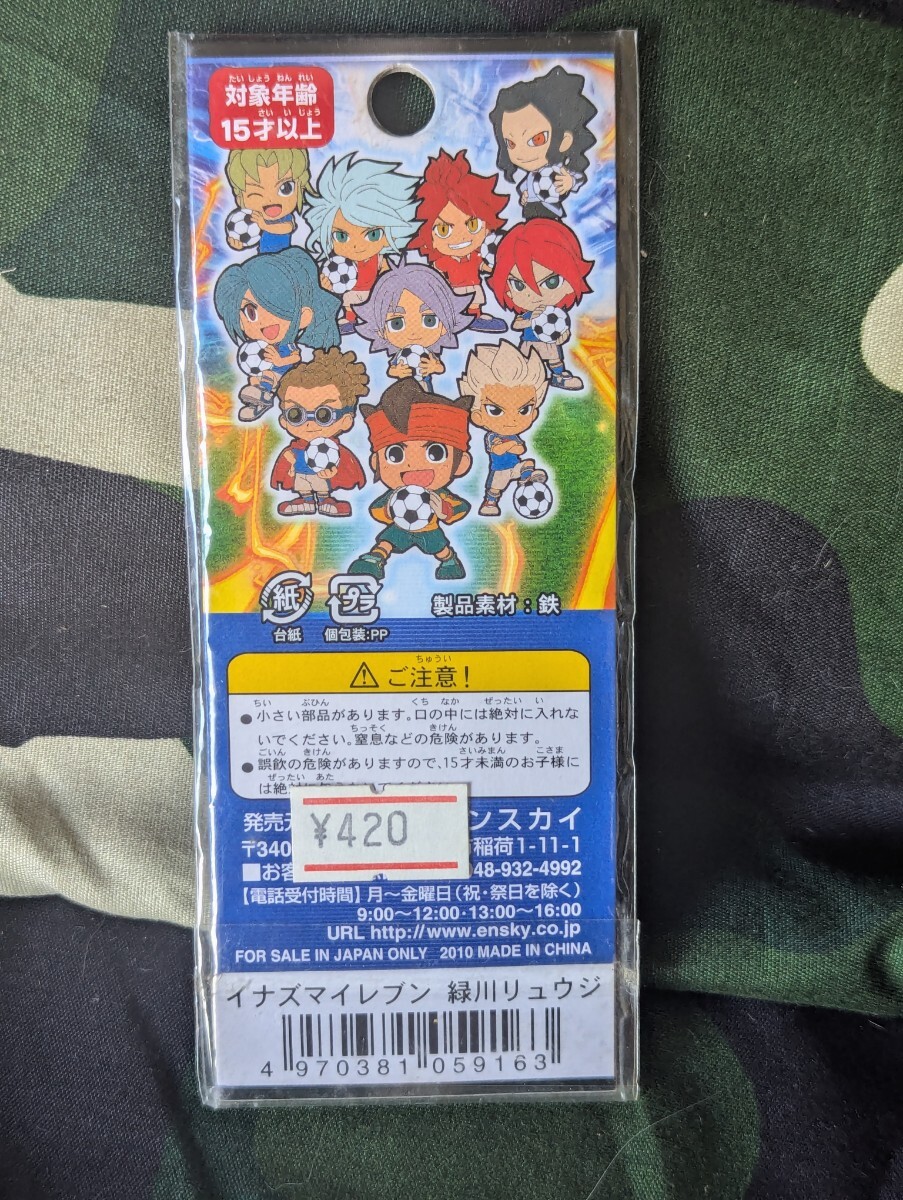 たいしょうねんれい
対象年齢
さいいじょう
15才以上
紙
プラ
台紙
個包装:PP
製品素材:鉄
ちゅうい
ご注意!
ちい ぶひん くち なか ぜったい い
●小さい部品があります。口の中には絶対に入れな
ちっそく きけん
いでください。窒息などの危険があります。
ごいん きけん さいみまん こさま
●誤飲の危険がありますので、15才未満のお子様に
ぜったい あた
は絶
発売 ンスカイ
¥420
〒340 稲荷1-11-1
■お客 48-932-4992
【電話受付時間】月〜金曜日(祝・祭日を除く)
9:00〜12:00・13:00〜16:00
URL http://www.ensky.co.jp
FOR SALE IN JAPAN ONLY 2010 MADE IN CHINA
イナズマイレブン 緑川リュウジ
4 970381 059163